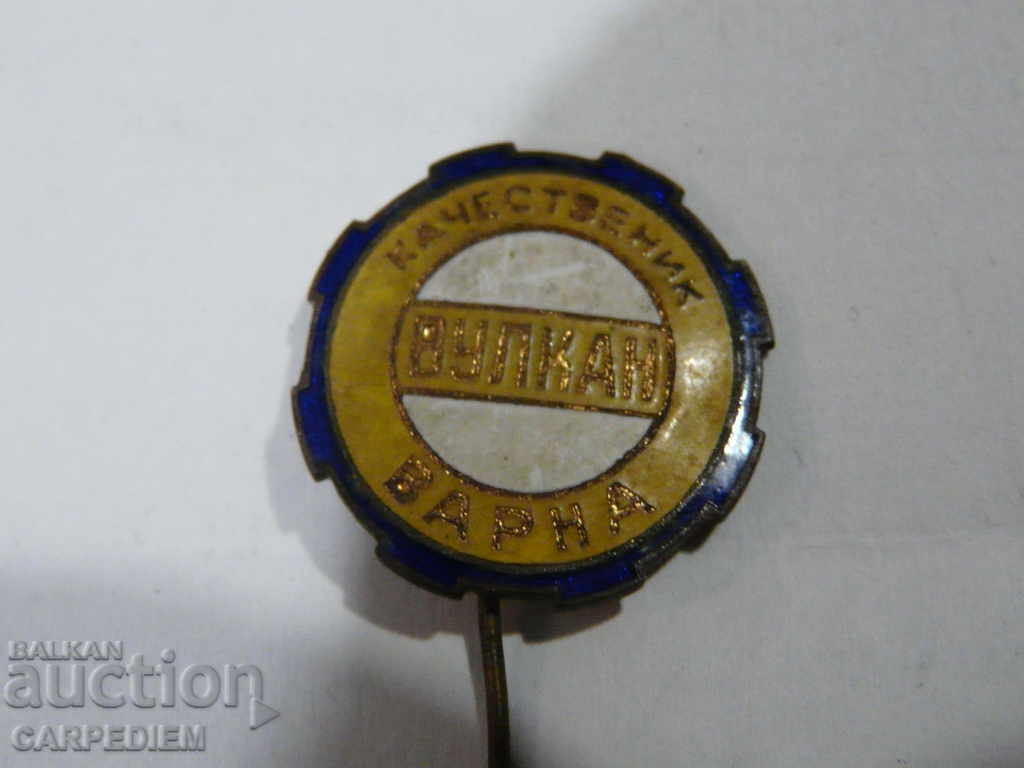 КАЧЕСТВЕНИК
ВУЛКАН
ВАРНА
BALKAN
auction
CARPEDIEM